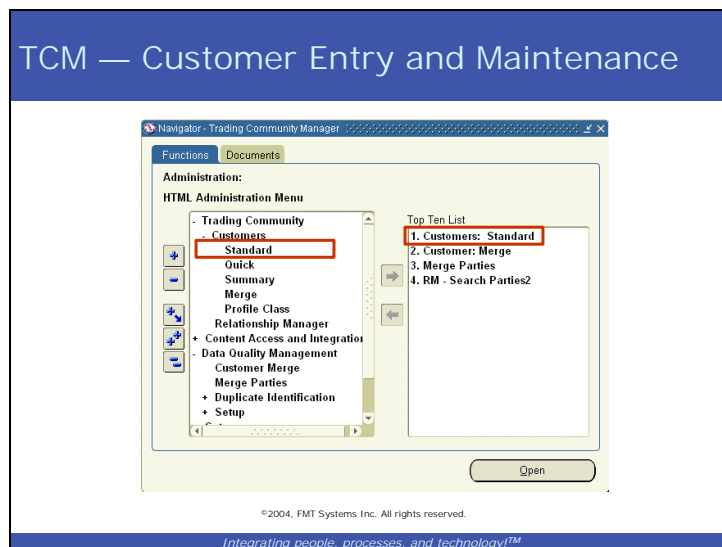 TCM — Customer Entry and Maintenance
Navigator - Trading Community Manager
Functions
Documents
Administration:
HTML Administration Menu
- Trading Community
- Customers
Standard
Quick
Summary
Merge
Profile Class
Relationship Manager
+ Content Access and Integration
- Data Quality Management
Customer Merge
Merge Parties
+ Duplicate Identification
+ Setup
Top Ten List
1. Customers: Standard
2. Customer: Merge
3. Merge Parties
4. RM - Search Parties2
Open
©2004, FMT Systems Inc. All rights reserved.
Integrating people, processes, and technology!™